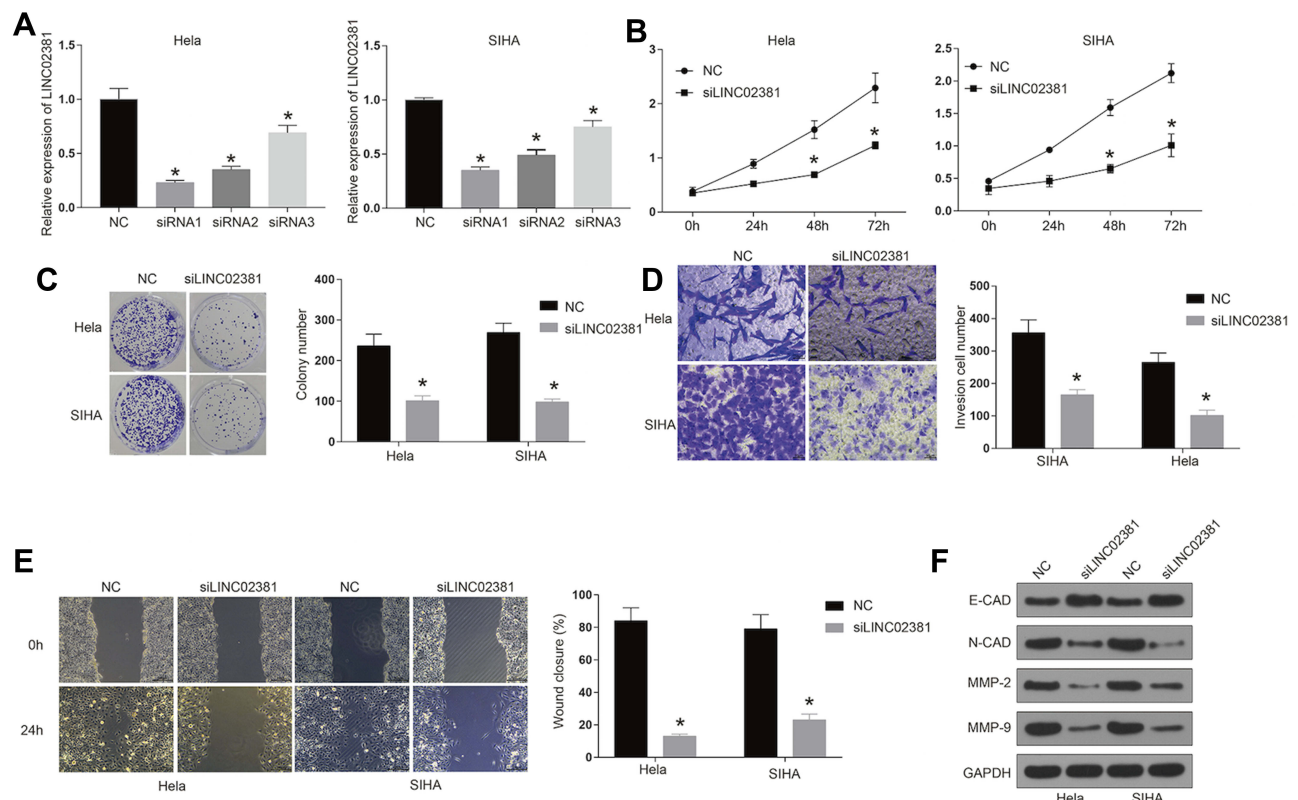 A
Hela
Relative expression of LINC02381
1.5
1.0
0.5
0.0
*
*
*
NC
siRNA1
siRNA2
siRNA3
SIHA
Relative expression of LINC02381
1.5
1.0
0.5
0.0
*
*
*
NC
siRNA1
siRNA2
siRNA3
B
Hela
3
2
1
0
NC
siLINC02381
*
*
0h
24h
48h
72h
SIHA
2.5
2.0
1.5
1.0
0.5
0.0
NC
siLINC02381
*
*
0h
24h
48h
72h
C
NC
siLINC02381
Hela
SIHA
Colony number
400
300
200
100
0
NC
siLINC02381
*
*
Hela
SIHA
D
NC
siLINC02381
Hela
SIHA
Invesion cell number
500
400
300
200
100
0
NC
siLINC02381
*
*
SIHA
Hela
E
NC
siLINC02381
NC
siLINC02381
0h
24h
Hela
SIHA
Wound closure (%)
100
80
60
40
20
0
NC
siLINC02381
*
*
Hela
SIHA
F
NC
siLINC02381
NC
siLINC02381
E-CAD
N-CAD
MMP-2
MMP-9
GAPDH
Hela
SIHA